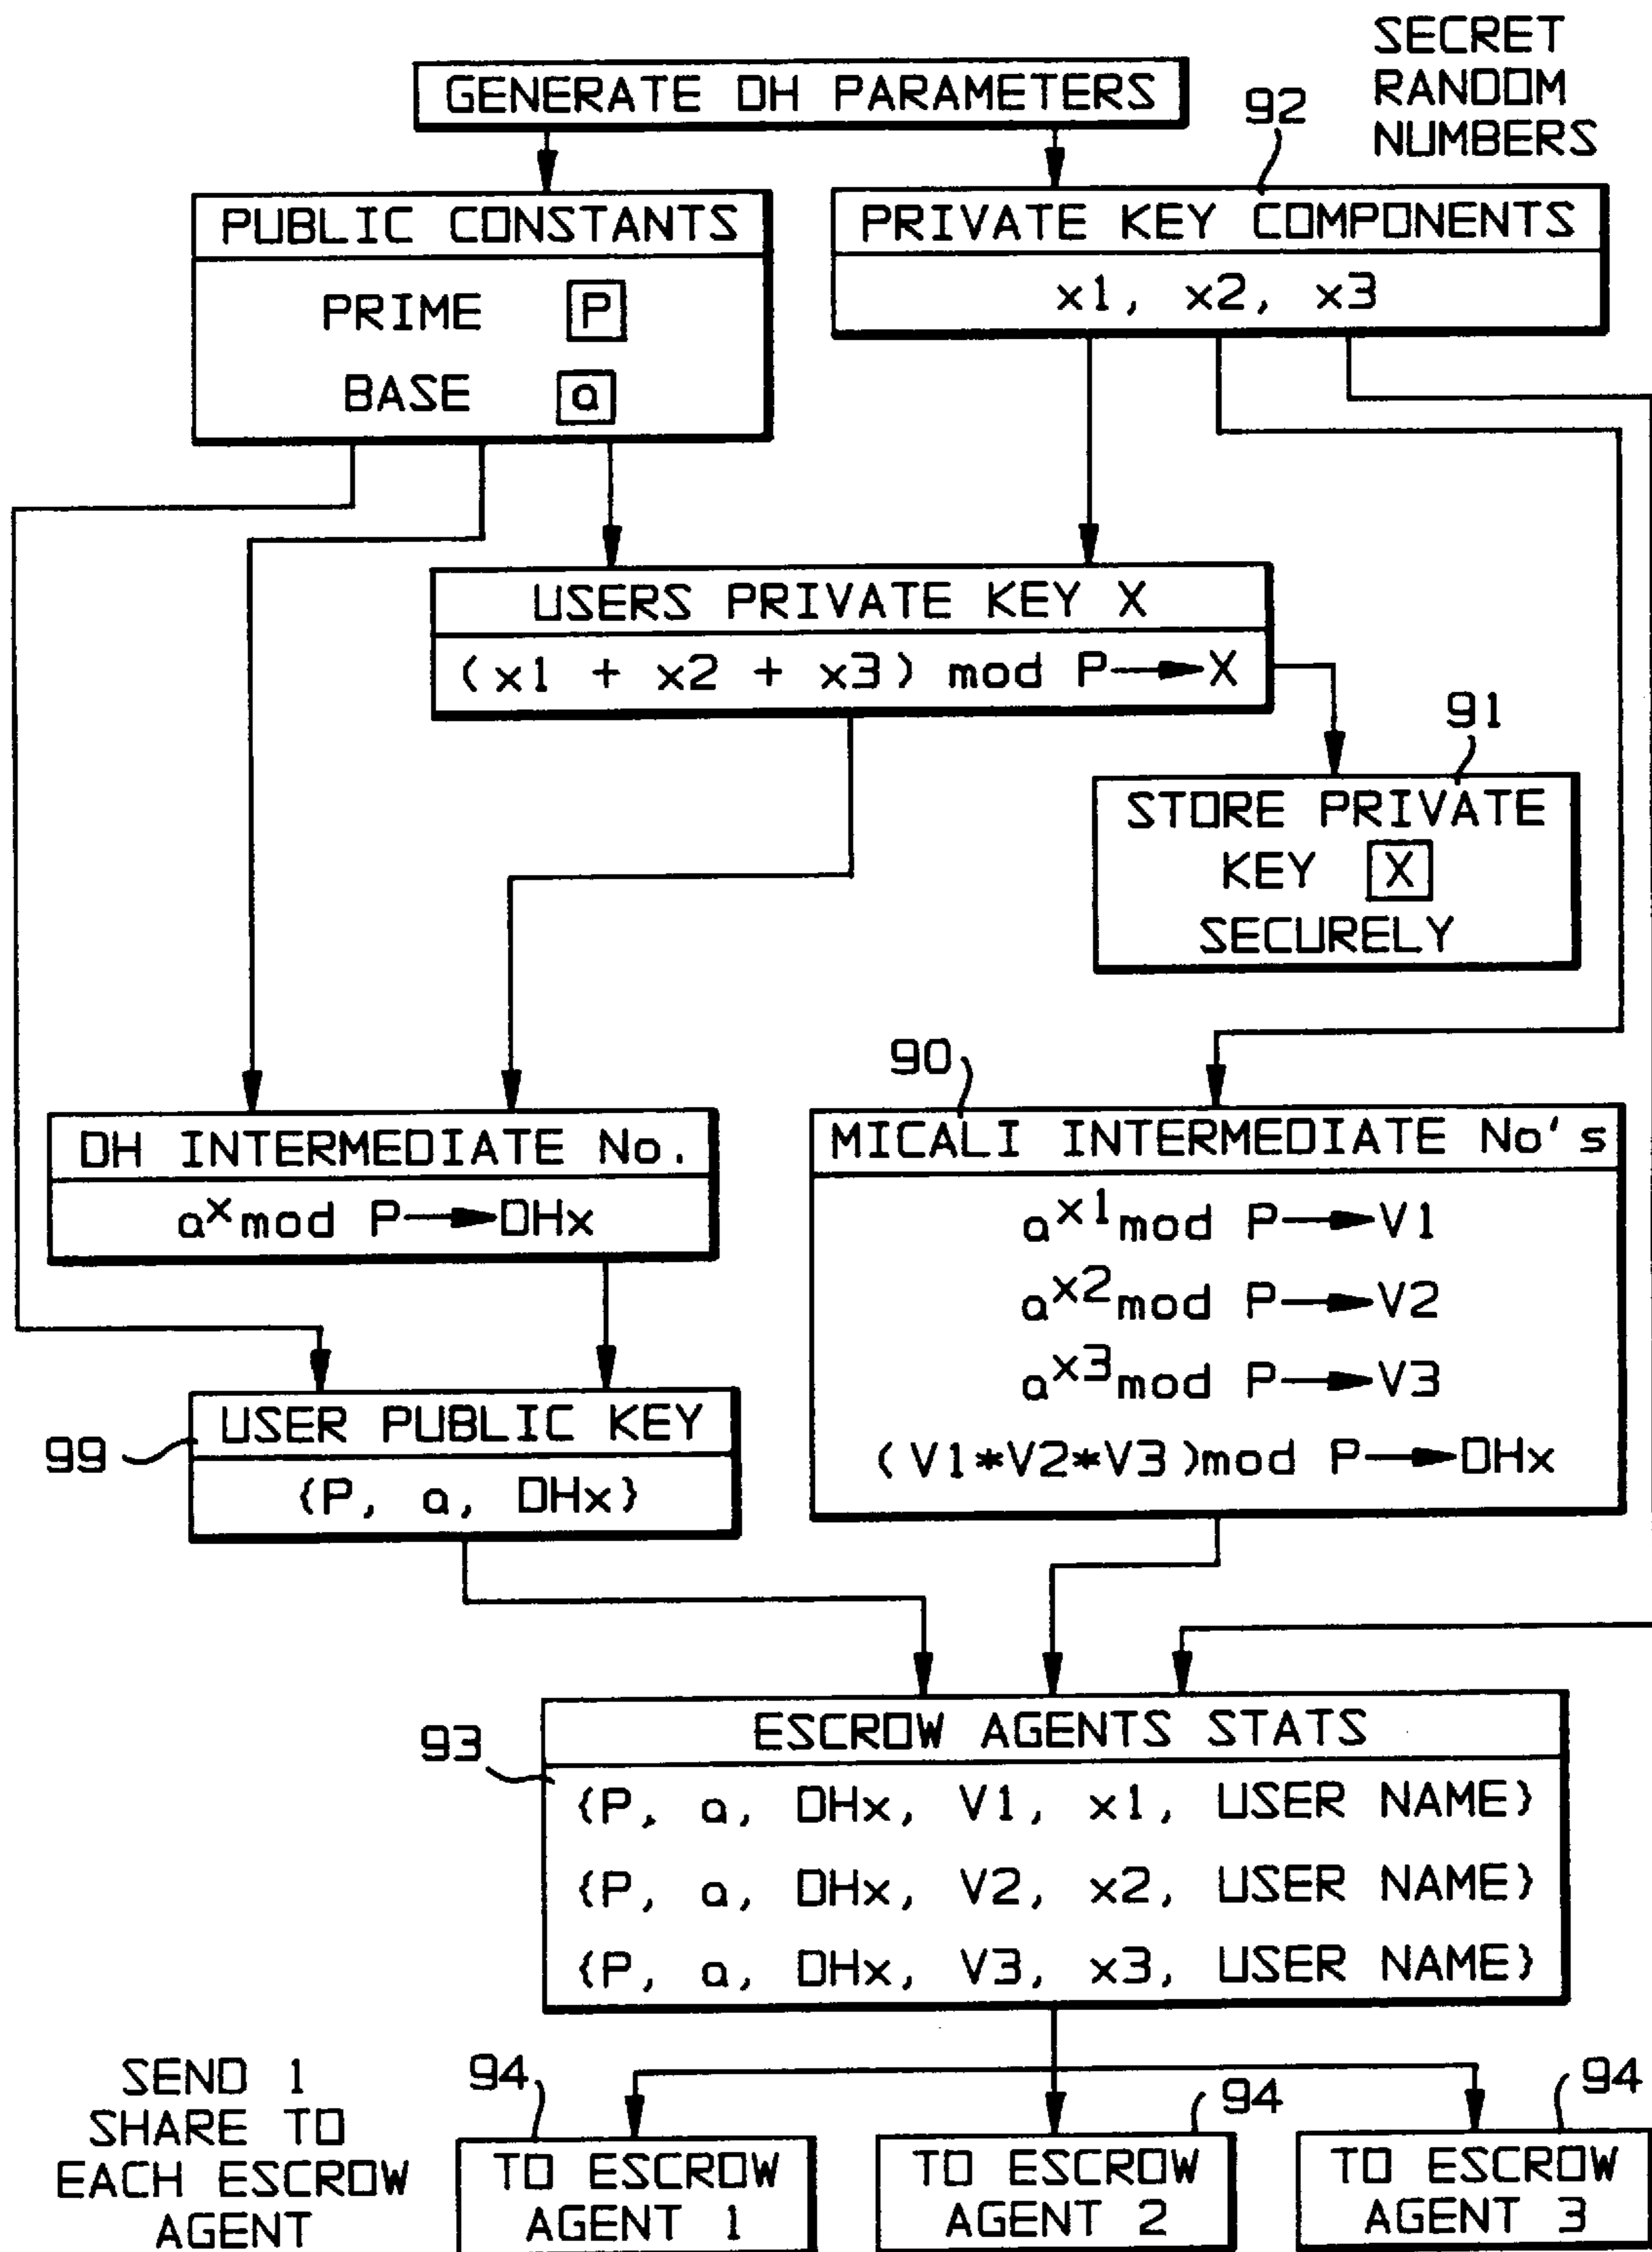 SECRET
RANDOM
NUMBERS
GENERATE DH PARAMETERS
92
PUBLIC CONSTANTS
PRIME P
BASE a
PRIVATE KEY COMPONENTS
x1, x2, x3
USERS PRIVATE KEY X
(x1 + x2 + x3) mod P→X
91
STORE PRIVATE
KEY X
SECURELY
DH INTERMEDIATE No.
aˣmod P→DHx
90
MICALI INTERMEDIATE No's
a^x1 mod P→V1
a^x2 mod P→V2
a^x3 mod P→V3
(V1*V2*V3)mod P→DHx
99
USER PUBLIC KEY
{P, a, DHx}
93
ESCROW AGENTS STATS
{P, a, DHx, V1, x1, USER NAME}
{P, a, DHx, V2, x2, USER NAME}
{P, a, DHx, V3, x3, USER NAME}
SEND 1
SHARE TO
EACH ESCROW
AGENT
94
TO ESCROW
AGENT 1
94
TO ESCROW
AGENT 2
94
TO ESCROW
AGENT 3